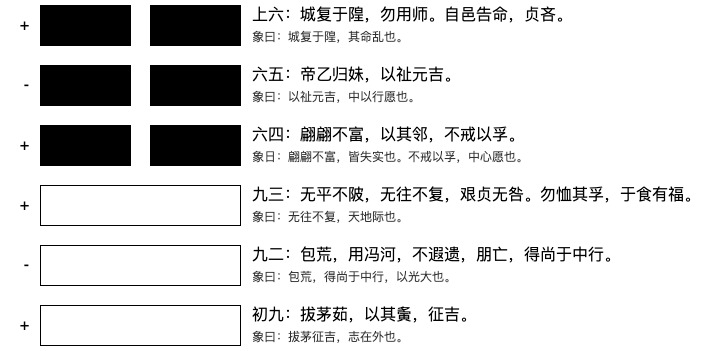 + 上六：城复于隍，勿用师。自邑告命，贞吝。
象曰：城复于隍，其命乱也。
- 六五：帝乙归妹，以祉元吉。
象曰：以祉元吉，中以行愿也。
+ 六四：翩翩不富，以其邻，不戒以孚。
象曰：翩翩不富，皆失实也。不戒以孚，中心愿也。
+ 九三：无平不陂，无往不复，艰贞无咎。勿恤其孚，于食有福。
象曰：无往不复，天地际也。
- 九二：包荒，用冯河，不遐遗，朋亡，得尚于中行。
象曰：包荒，得尚于中行，以光大也。
+ 初九：拔茅茹，以其夤，征吉。
象曰：拔茅征吉，志在外也。